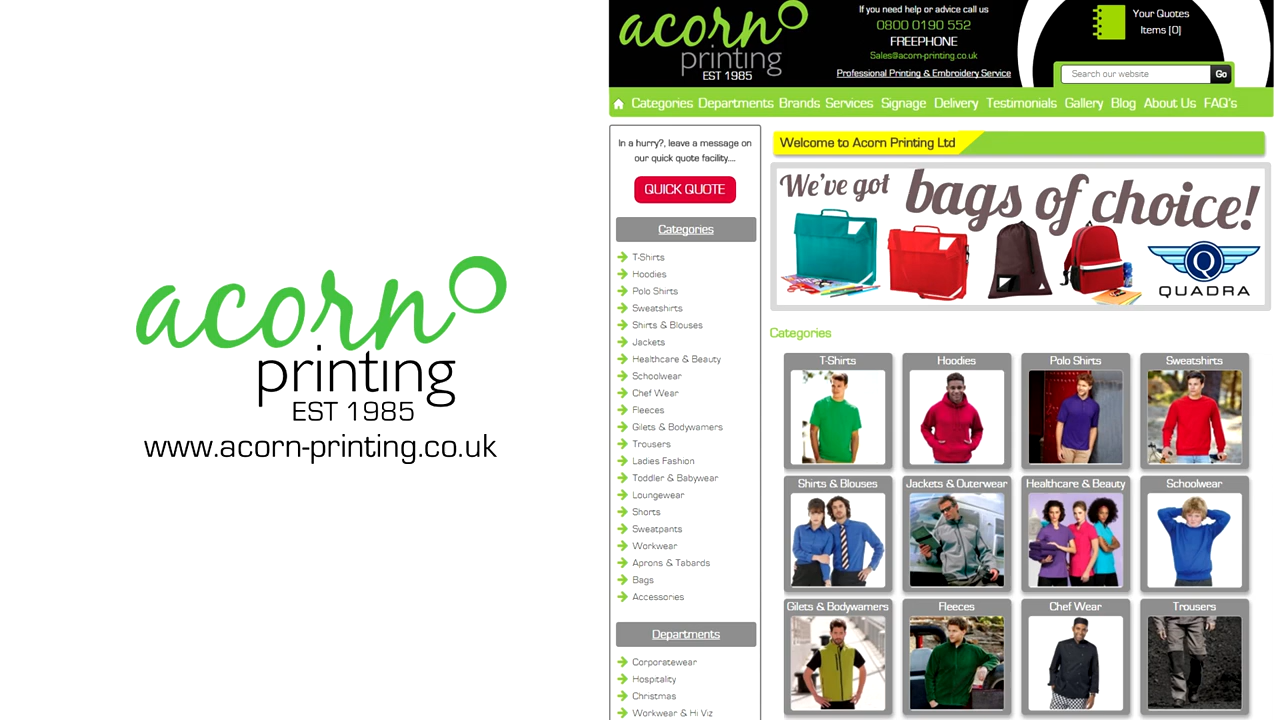 acorn
printing
EST 1985
www.acorn-printing.co.uk
acorn
printing
EST 1985
If you need help or advice call us
0800 0190 552
FREEPHONE
Sales@acorn-printing.co.uk
Professional Printing & Embroidery Service
Your Quotes
Items [0]
Search our website
Go
Categories Departments Brands Services Signage Delivery Testimonials Gallery Blog About Us FAQ's
In a hurry?, leave a message on
our quick quote facility....
QUICK QUOTE
Categories
T-Shirts
Hoodies
Polo Shirts
Sweatshirts
Shirts & Blouses
Jackets
Healthcare & Beauty
Schoolwear
Chef Wear
Fleeces
Gilets & Bodywamers
Trousers
Ladies Fashion
Toddler & Babywear
Loungewear
Shorts
Sweatpants
Workwear
Aprons & Tabards
Bags
Accessories
Departments
Corporatewear
Hospitality
Christmas
Workwear & Hi Viz
Welcome to Acorn Printing Ltd
We've got bags of choice!
Q
QUADRA
Categories
T-Shirts
Hoodies
Polo Shirts
Sweatshirts
Shirts & Blouses
Jackets & Outerwear
Healthcare & Beauty
Schoolwear
Gilets & Bodywamers
Fleeces
Chef Wear
Trousers